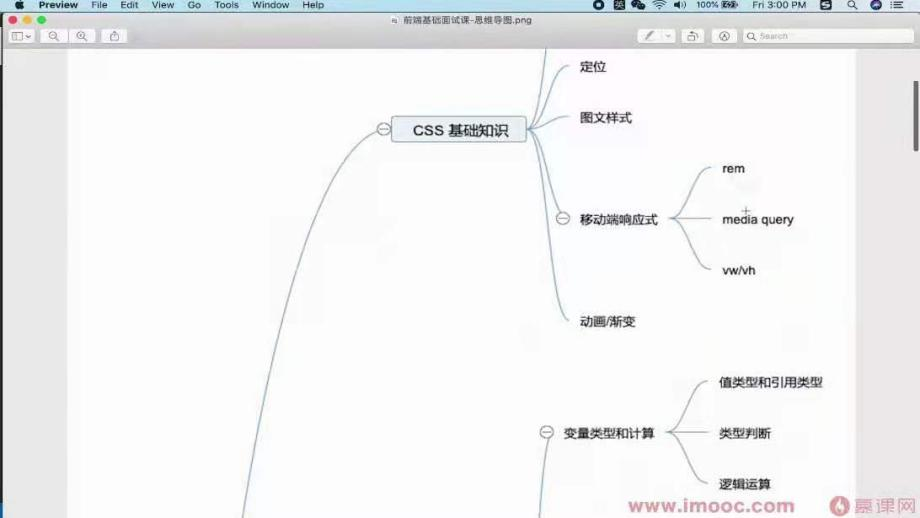 Preview File Edit View Go Tools Window Help 100% Fri 3:00 PM
前端基础面试课-思维导图.png
Search
定位
CSS 基础知识
图文样式
rem
移动端响应式
media query
vw/vh
动画/渐变
值类型和引用类型
变量类型和计算
类型判断
逻辑运算
www.imooc.com 慕课网